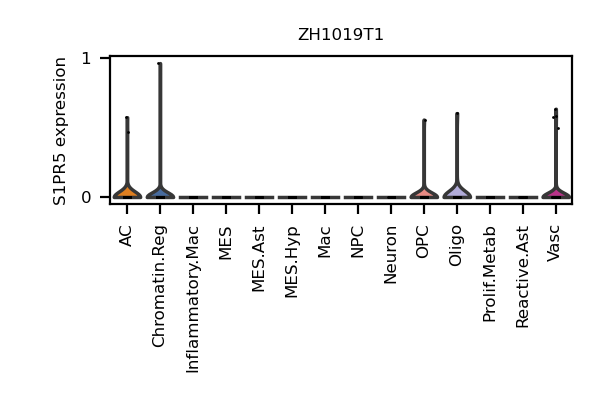 ZH1019T1
S1PR5 expression
1
0
AC
Chromatin.Reg
Inflammatory.Mac
MES
MES.Ast
MES.Hyp
Mac
NPC
Neuron
OPC
Oligo
Prolif.Metab
Reactive.Ast
Vasc